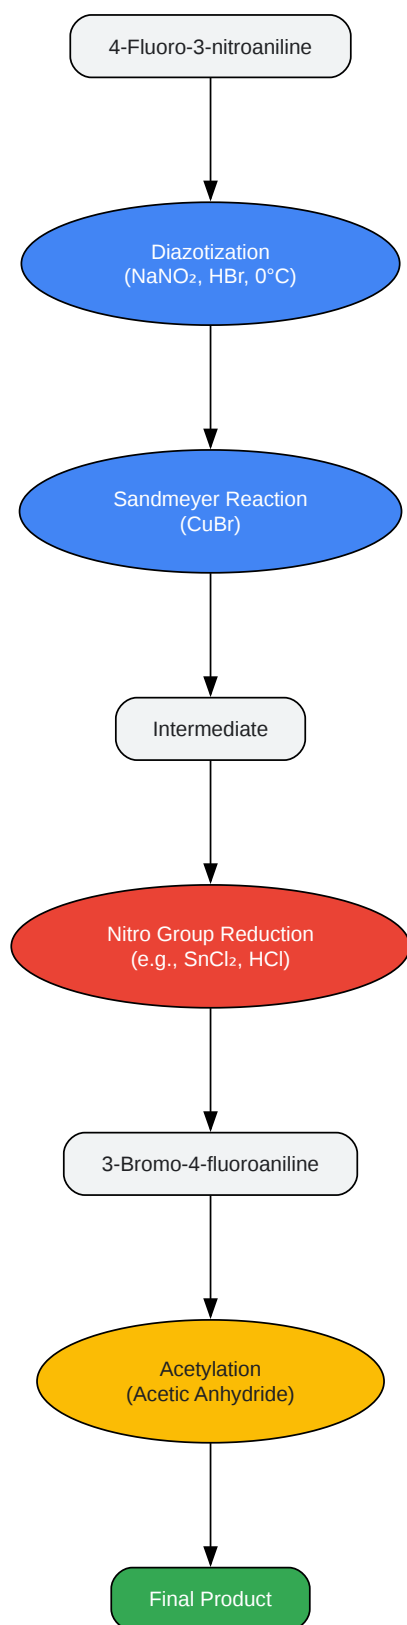 4-Fluoro-3-nitroaniline
Diazotization
(NaNO₂, HBr, 0°C)
Sandmeyer Reaction
(CuBr)
Intermediate
Nitro Group Reduction
(e.g., SnCl₂, HCl)
3-Bromo-4-fluoroaniline
Acetylation
(Acetic Anhydride)
Final Product